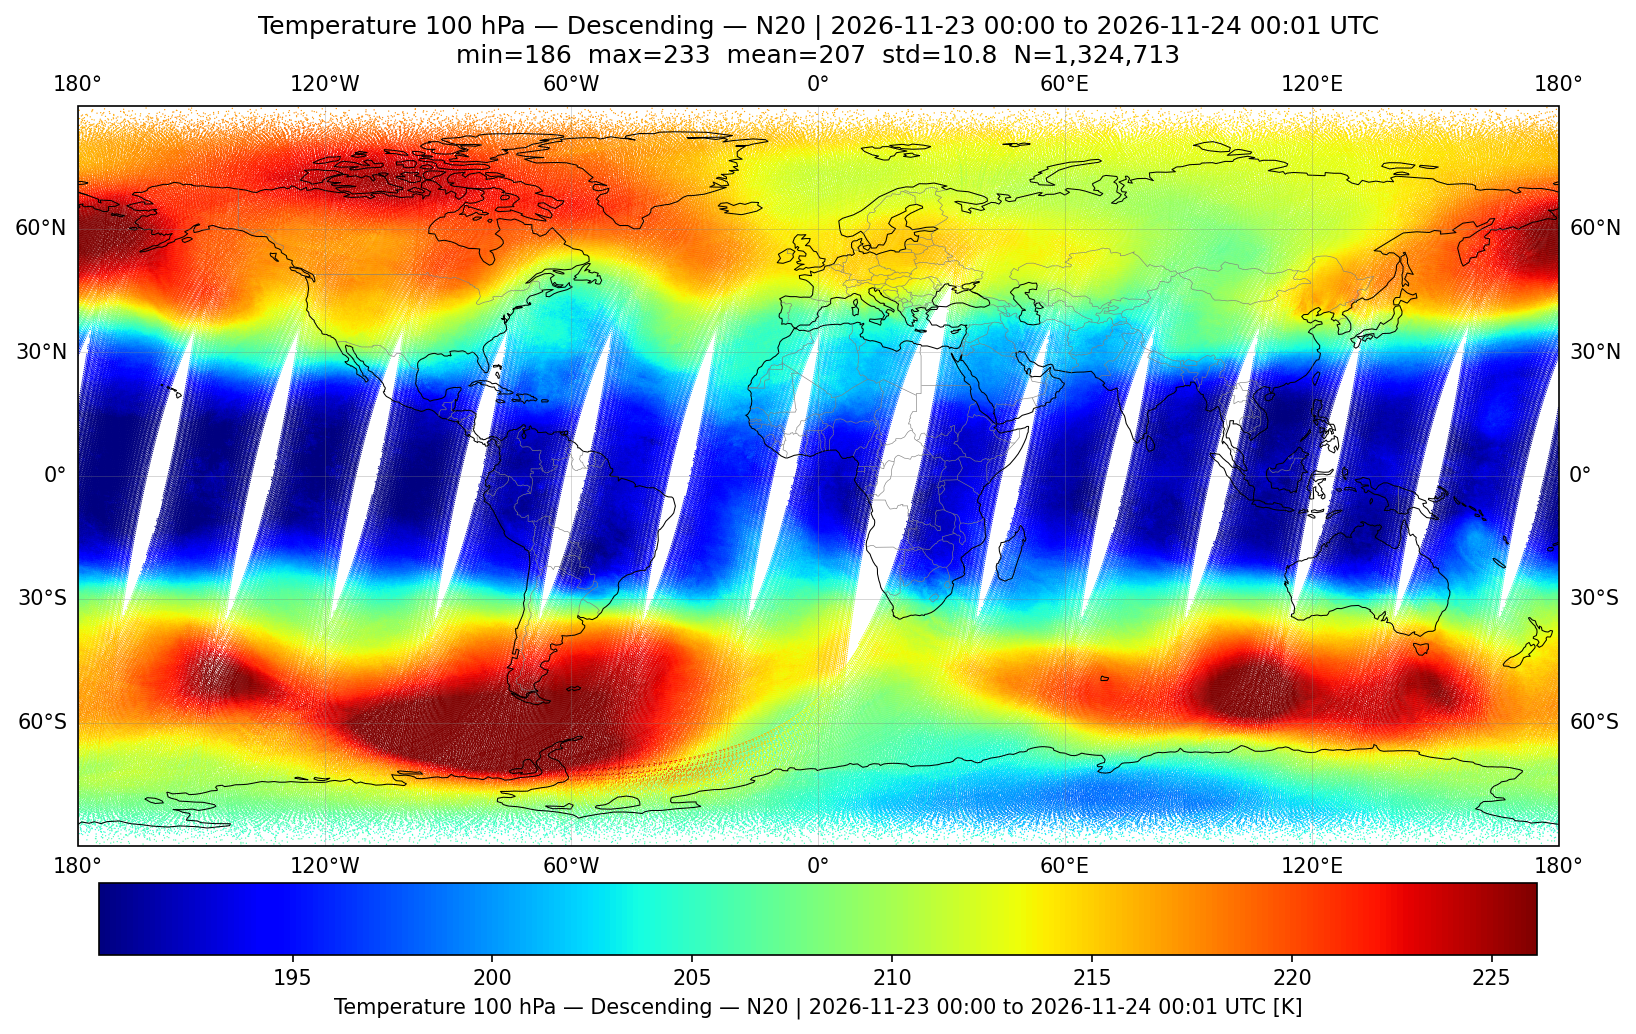 Temperature 100 hPa — Descending — N20 | 2026-11-23 00:00 to 2026-11-24 00:01 UTC
min=186 max=233 mean=207 std=10.8 N=1,324,713
180° 120°W 60°W 0° 60°E 120°E 180°
60°N 60°N
30°N 30°N
0° 0°
30°S 30°S
60°S 60°S
180° 120°W 60°W 0° 60°E 120°E 180°
195 200 205 210 215 220 225
Temperature 100 hPa — Descending — N20 | 2026-11-23 00:00 to 2026-11-24 00:01 UTC [K]